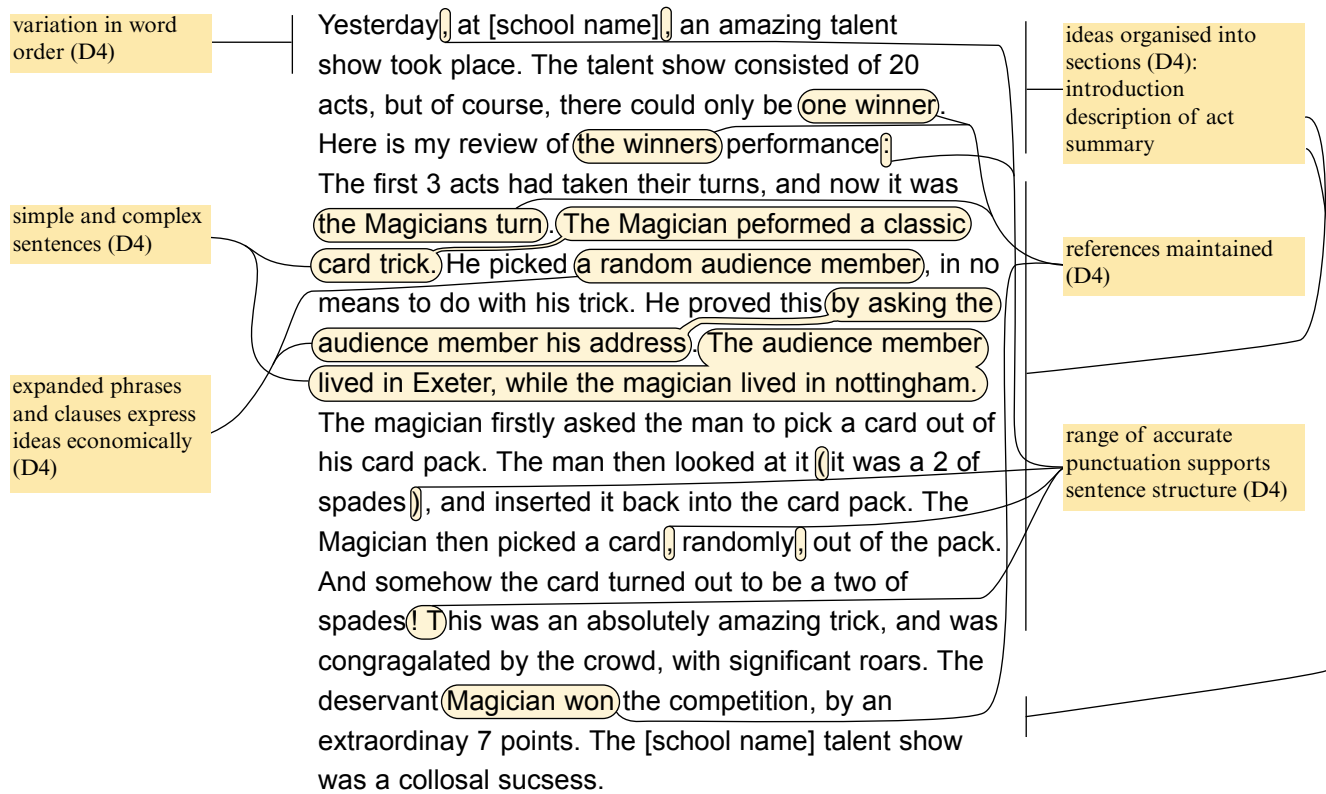 variation in word
order (D4)
simple and complex
sentences (D4)
expanded phrases
and clauses express
ideas economically
(D4)
Yesterday, at [school name], an amazing talent
show took place. The talent show consisted of 20
acts, but of course, there could only be one winner.
Here is my review of the winners performance:
The first 3 acts had taken their turns, and now it was
the Magicians turn. The Magician peformed a classic
card trick. He picked a random audience member, in no
means to do with his trick. He proved this by asking the
audience member his address. The audience member
lived in Exeter, while the magician lived in nottingham.
The magician firstly asked the man to pick a card out of
his card pack. The man then looked at it (it was a 2 of
spades), and inserted it back into the card pack. The
Magician then picked a card, randomly, out of the pack.
And somehow the card turned out to be a two of
spades! This was an absolutely amazing trick, and was
congragalated by the crowd, with significant roars. The
deservant Magician won the competition, by an
extraordinay 7 points. The [school name] talent show
was a collosal sucsess.
ideas organised into
sections (D4):
introduction
description of act
summary
references maintained
(D4)
range of accurate
punctuation supports
sentence structure (D4)